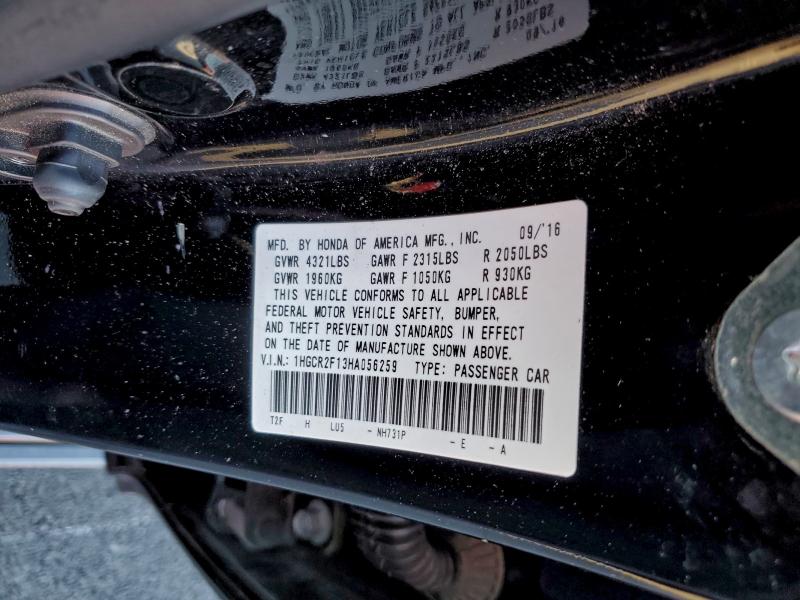 MFD. BY HONDA OF AMERICA MFG., INC. 09/'16
GVWR 4321LBS GAWR F 2315LBS R 2050LBS
GVWR 1960KG GAWR F 1050KG R 930KG
THIS VEHICLE CONFORMS TO ALL APPLICABLE
FEDERAL MOTOR VEHICLE SAFETY, BUMPER,
AND THEFT PREVENTION STANDARDS IN EFFECT
ON THE DATE OF MANUFACTURE SHOWN ABOVE.
V.I.N.: 1HGCR2F13HA056259 TYPE: PASSENGER CAR
T2F H LU5 - NH731P - E - A